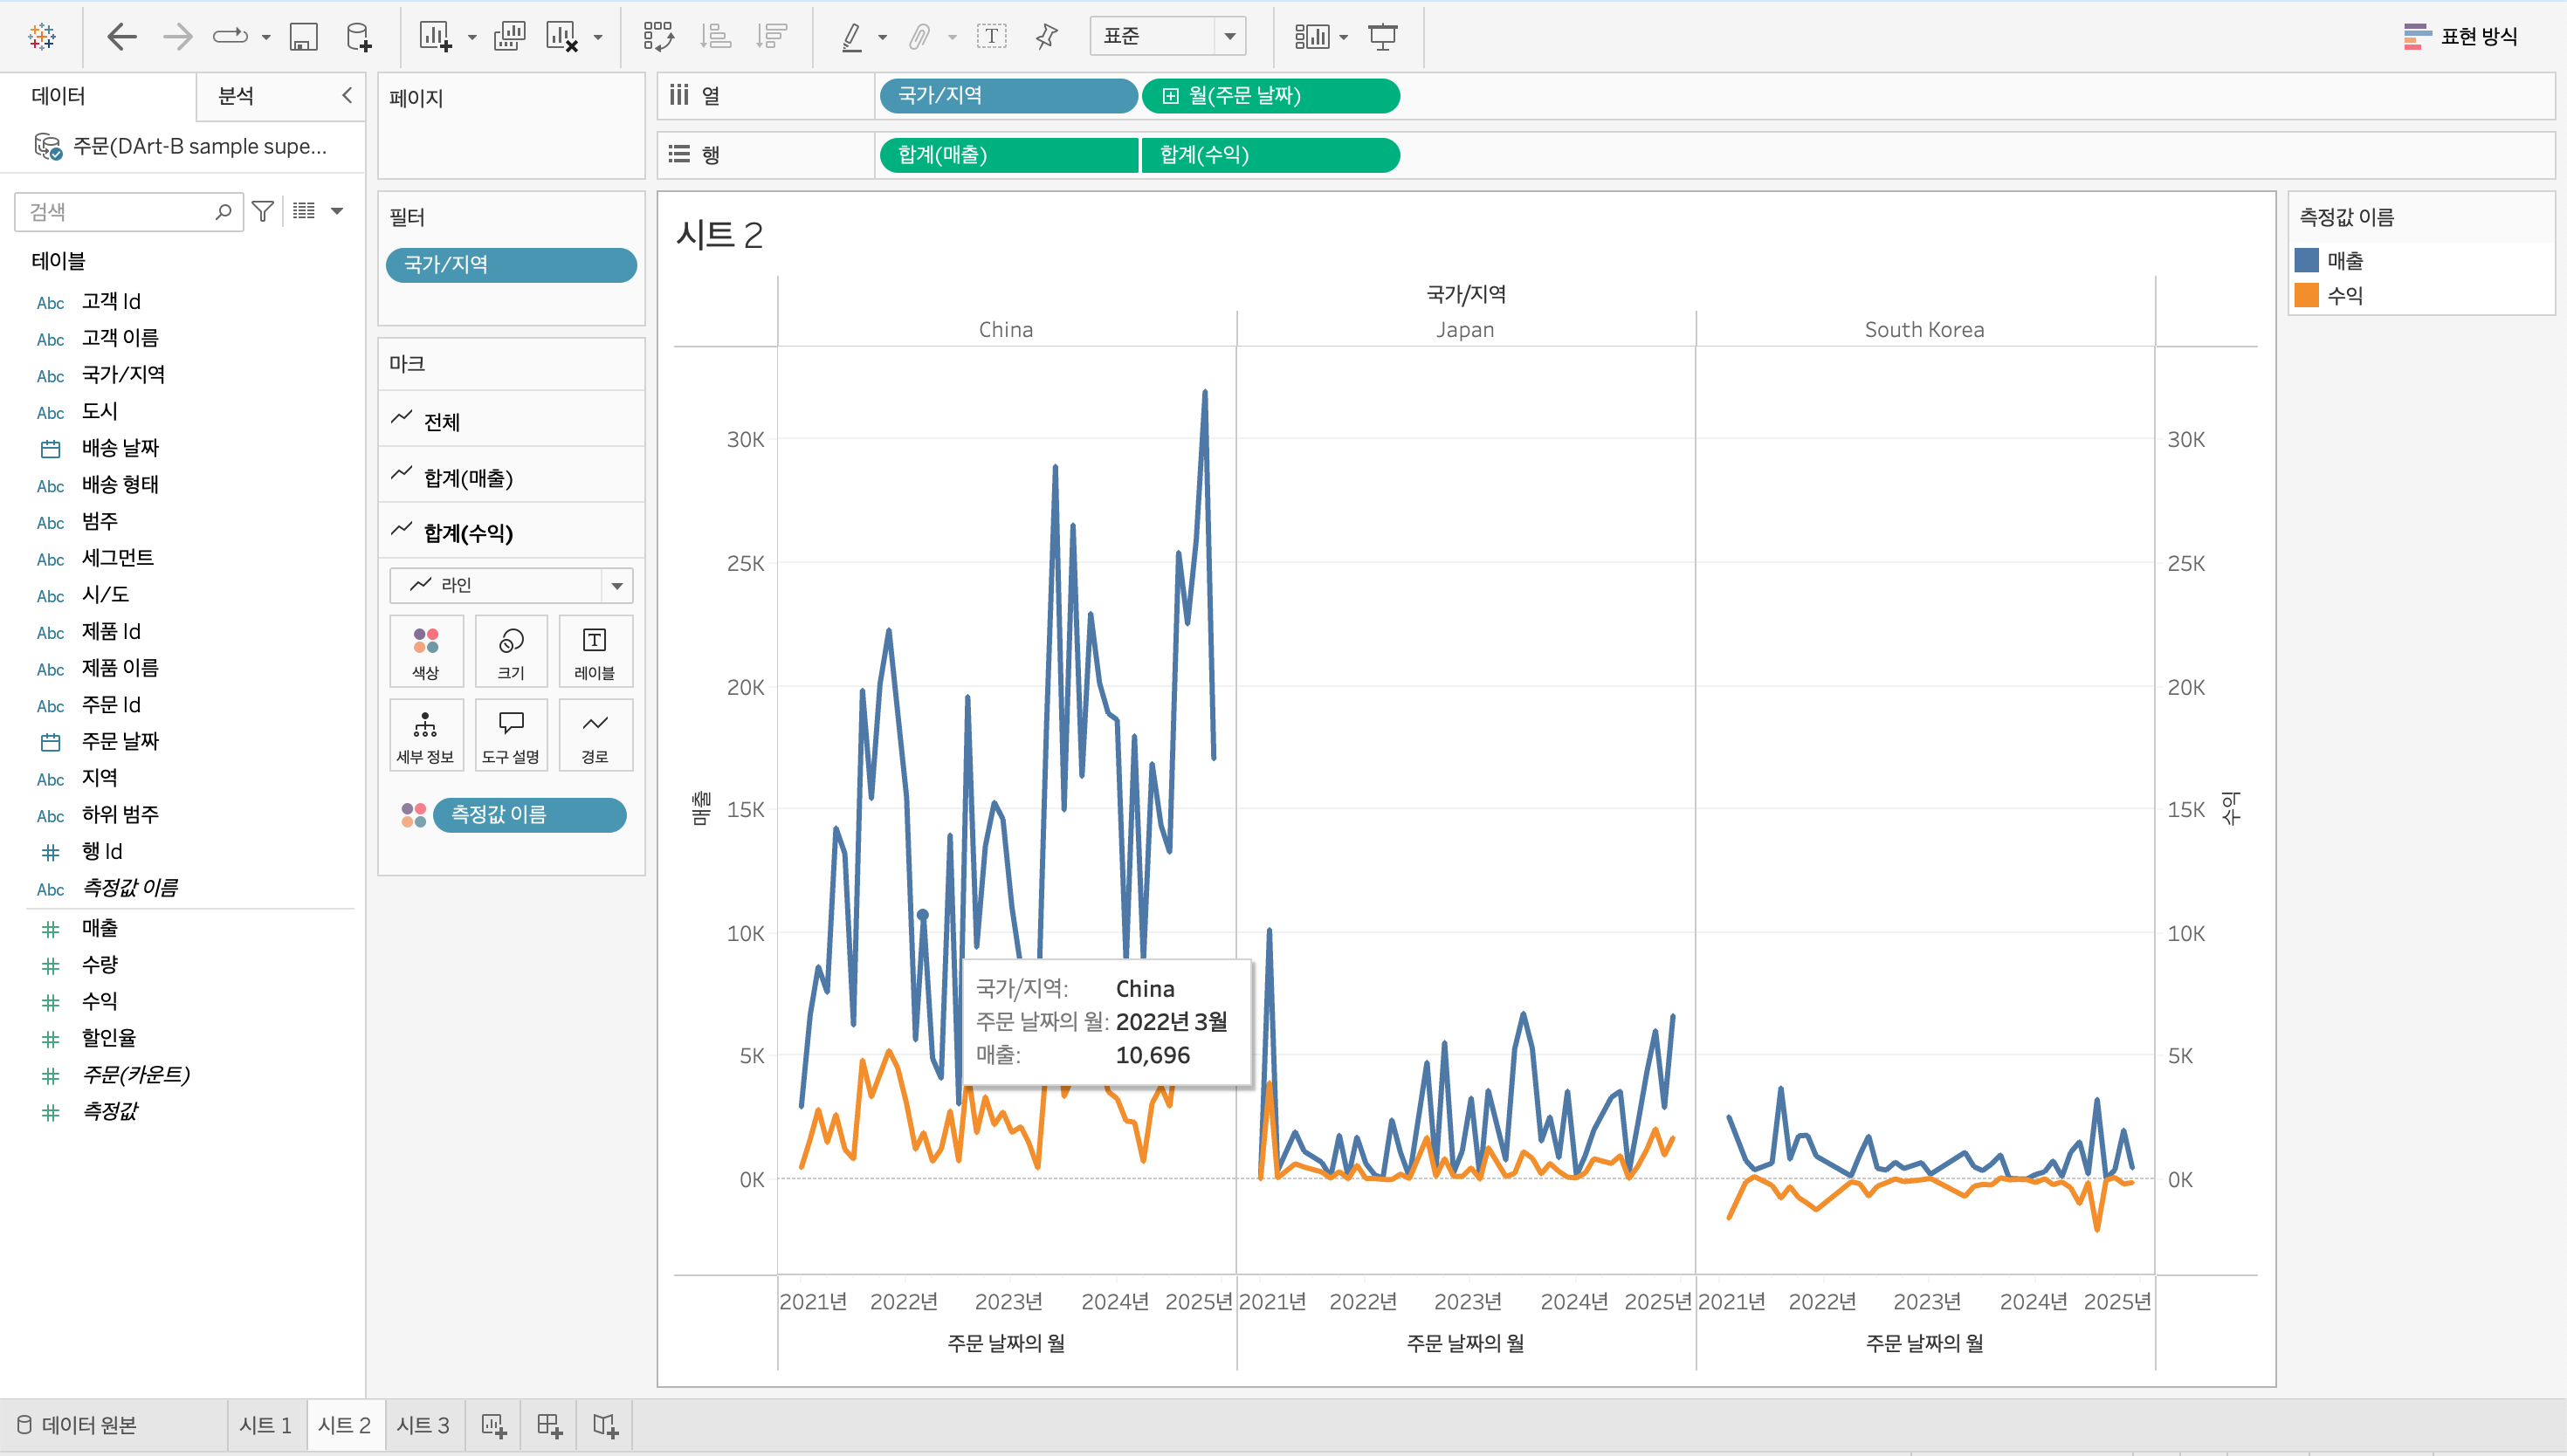 표준
표현 방식
데이터
분석
페이지
열
국가/지역
월(주문 날짜)
주문(DArt-B sample supe...
행
합계(매출)
합계(수익)
검색
테이블
Abc 고객 Id
Abc 고객 이름
Abc 국가/지역
Abc 도시
배송 날짜
Abc 배송 형태
Abc 범주
Abc 세그먼트
Abc 시/도
Abc 제품 Id
Abc 제품 이름
Abc 주문 Id
주문 날짜
Abc 지역
Abc 하위 범주
행 Id
Abc 측정값 이름
매출
수량
수익
할인율
주문(카운트)
측정값
필터
국가/지역
마크
전체
합계(매출)
합계(수익)
라인
색상
크기
레이블
세부 정보
도구 설명
경로
측정값 이름
시트 2
국가/지역
China
Japan
South Korea
30K
25K
20K
15K
10K
5K
0K
매출
30K
25K
20K
15K
10K
5K
0K
수익
국가/지역: China
주문 날짜의 월: 2022년 3월
매출: 10,696
2021년 2022년 2023년 2024년 2025년
2021년 2022년 2023년 2024년 2025년
2021년 2022년 2023년 2024년 2025년
주문 날짜의 월
주문 날짜의 월
주문 날짜의 월
측정값 이름
매출
수익
데이터 원본
시트 1
시트 2
시트 3